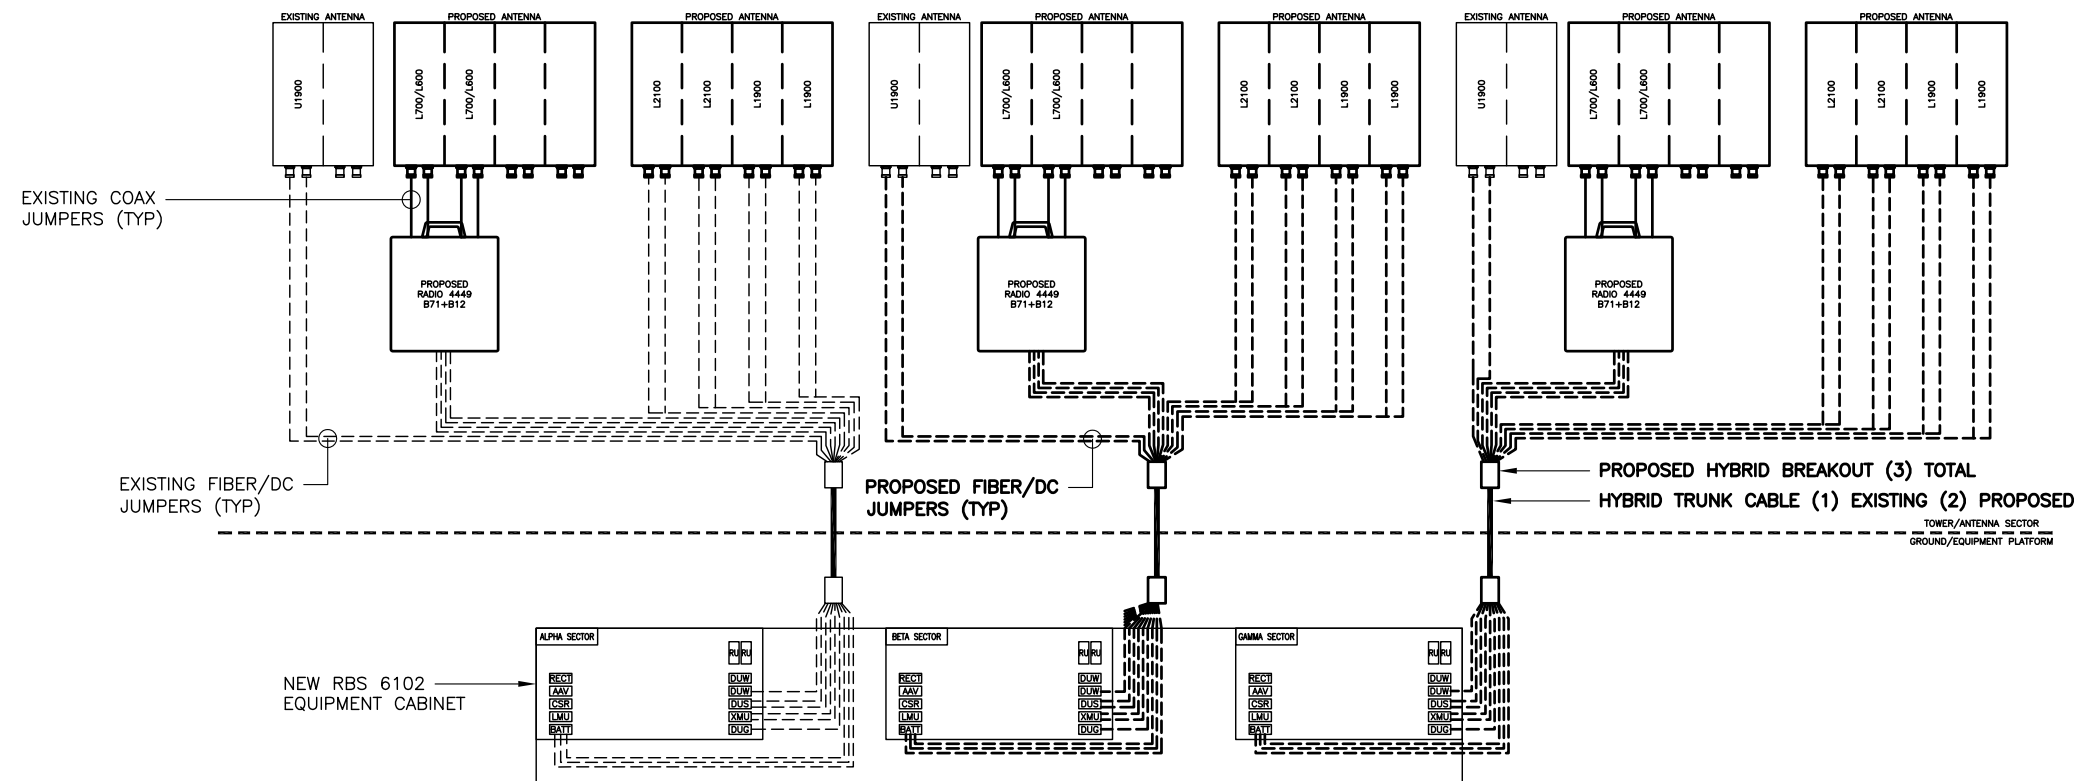 EXISTING ANTENNA
PROPOSED ANTENNA
PROPOSED ANTENNA
EXISTING ANTENNA
PROPOSED ANTENNA
PROPOSED ANTENNA
EXISTING ANTENNA
PROPOSED ANTENNA
PROPOSED ANTENNA
U1900
L700/L600
L700/L600
L2100
L2100
L1900
L1900
U1900
L700/L600
L700/L600
L2100
L2100
L1900
L1900
U1900
L700/L600
L700/L600
L2100
L2100
L1900
L1900
EXISTING COAX
JUMPERS (TYP)
PROPOSED
RADIO 4449
B71+B12
PROPOSED
RADIO 4449
B71+B12
PROPOSED
RADIO 4449
B71+B12
EXISTING FIBER/DC
JUMPERS (TYP)
PROPOSED FIBER/DC
JUMPERS (TYP)
PROPOSED HYBRID BREAKOUT (3) TOTAL
HYBRID TRUNK CABLE (1) EXISTING (2) PROPOSED
TOWER/ANTENNA SECTOR
GROUND/EQUIPMENT PLATFORM
NEW RBS 6102
EQUIPMENT CABINET
ALPHA SECTOR
RU RU
RECT
AAV
CSR
LMU
BATT
DUW
DUW
DUS
XMU
DUG
BETA SECTOR
RU RU
RECT
AAV
CSR
LMU
BATT
DUW
DUW
DUS
XMU
DUG
GAMMA SECTOR
RU RU
RECT
AAV
CSR
LMU
BATT
DUW
DUW
DUS
XMU
DUG